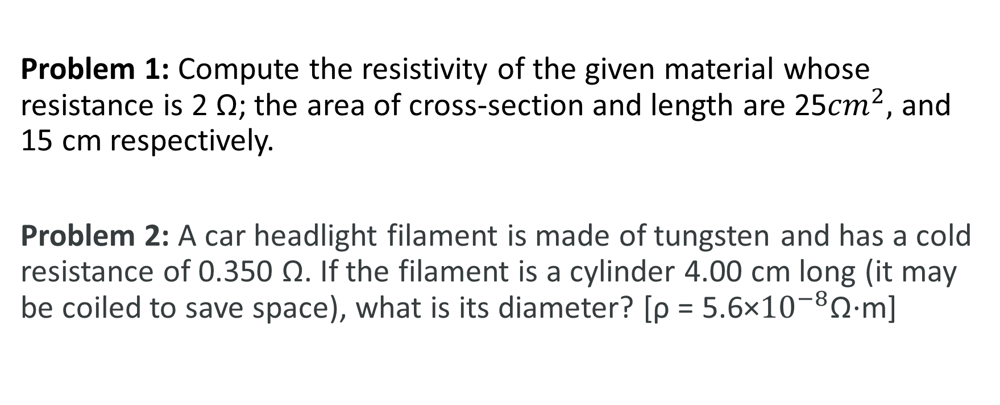 Problem 1: Compute the resistivity of the given material whose
resistance is 2 Ω; the area of cross-section and length are 25cm², and
15 cm respectively.
Problem 2: A car headlight filament is made of tungsten and has a cold
resistance of 0.350 Ω. If the filament is a cylinder 4.00 cm long (it may
be coiled to save space), what is its diameter? [ρ = 5.6×10⁻⁸Ω·m]